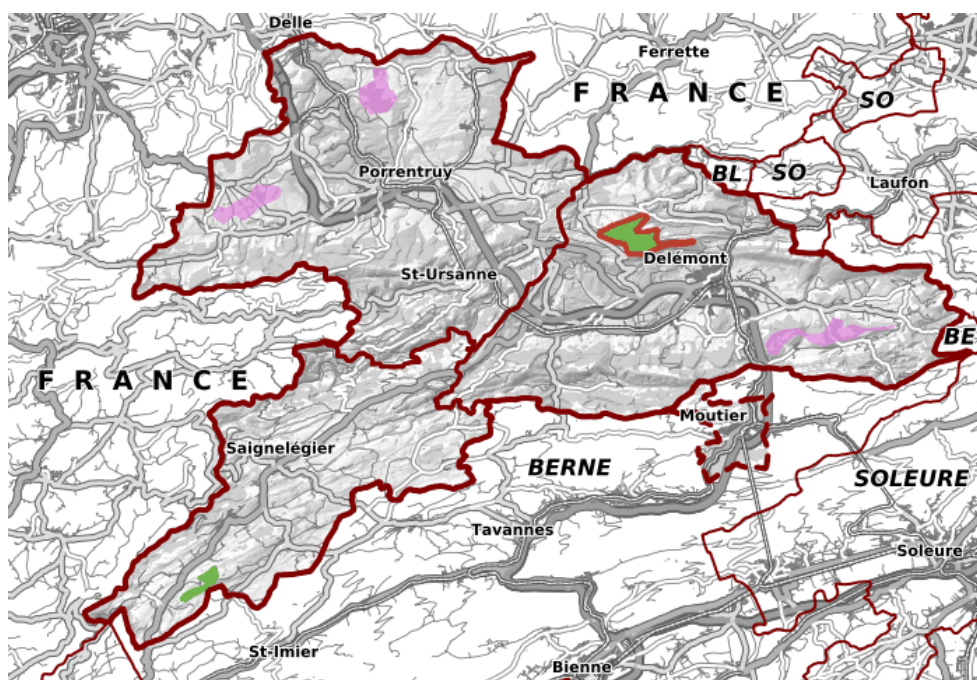 Delle
Ferrette
F R A N C E
SO
Porrentruy
BL
SO
Laufon
St-Ursanne
Delémont
BE
F R A N C E
Moutier
Saignelégier
BERNE
SOLEURE
Tavannes
Soleure
St-Imier
Bienne